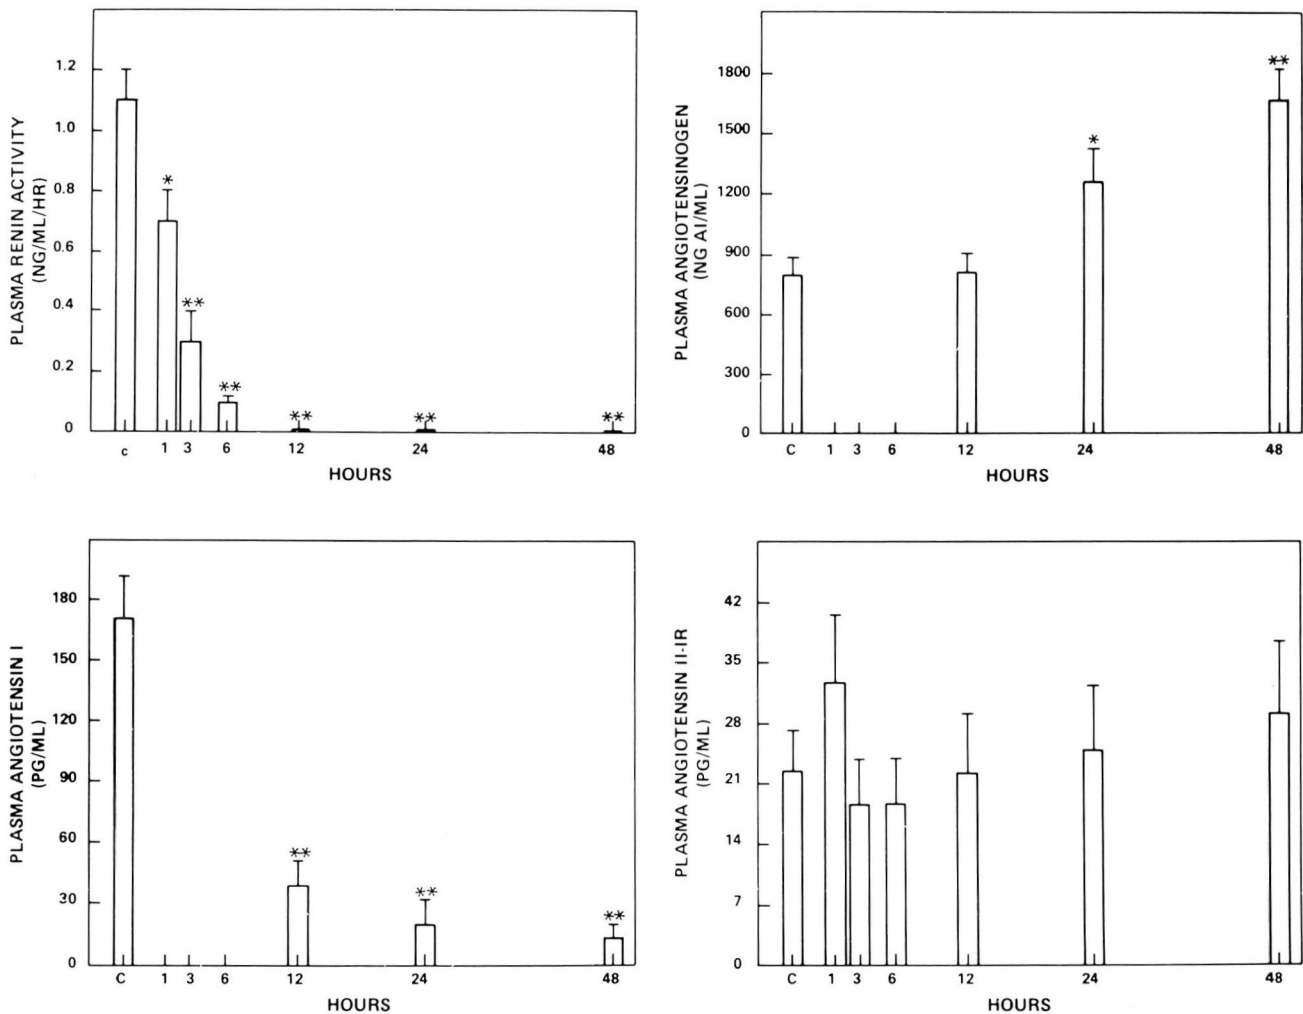 PLASMA RENIN ACTIVITY
(NG/ML/HR)
1.2
1.0
0.8
0.6
0.4
0.2
0
*
**
**
**
**
**
c 1 3 6 12 24 48
HOURS
PLASMA ANGIOTENSINOGEN
(NG AI/ML)
1800
1500
1200
900
600
300
0
*
**
C 1 3 6 12 24 48
HOURS
PLASMA ANGIOTENSIN I
(PG/ML)
180
150
120
90
60
30
0
**
**
**
C 1 3 6 12 24 48
HOURS
PLASMA ANGIOTENSIN II-IR
(PG/ML)
42
35
28
21
14
7
0
C 1 3 6 12 24 48
HOURS